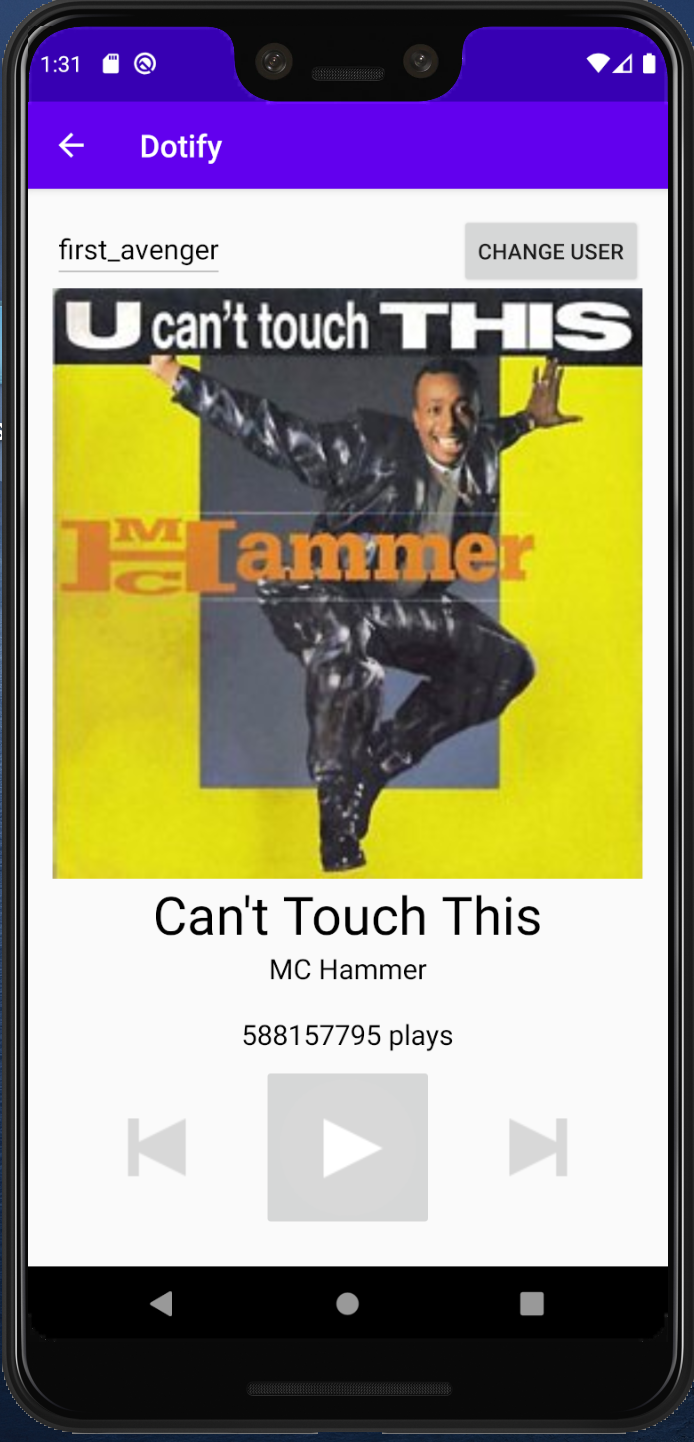 1:31
Dotify
first_avenger
CHANGE USER
U can't touch THIS
MC Hammer
Can't Touch This
MC Hammer
588157795 plays